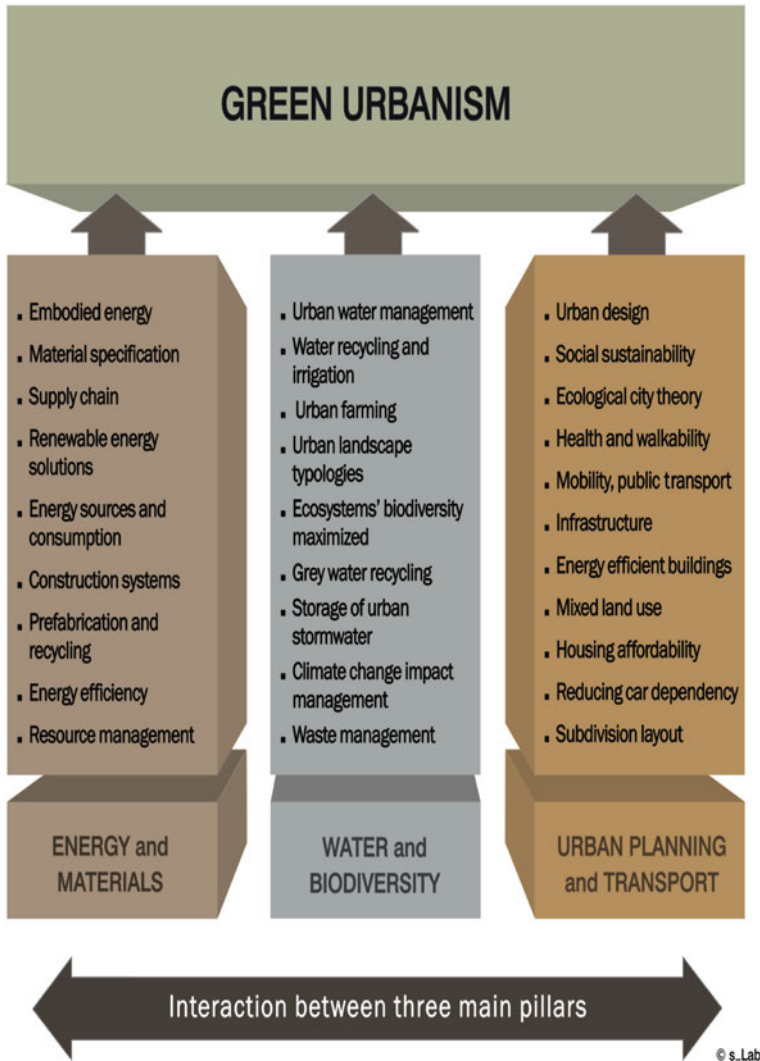 GREEN URBANISM
. Embodied energy
. Material specification
. Supply chain
. Renewable energy
solutions
. Energy sources and
consumption
. Construction systems
. Prefabrication and
recycling
. Energy efficiency
. Resource management
ENERGY and
MATERIALS
. Urban water management
. Water recycling and
irrigation
. Urban farming
. Urban landscape
typologies
. Ecosystems’ biodiversity
maximized
. Grey water recycling
. Storage of urban
stormwater
. Climate change impact
management
. Waste management
WATER and
BIODIVERSITY
. Urban design
. Social sustainability
. Ecological city theory
. Health and walkability
. Mobility, public transport
. Infrastructure
. Energy efficient buildings
. Mixed land use
. Housing affordability
. Reducing car dependency
. Subdivision layout
URBAN PLANNING
and TRANSPORT
Interaction between three main pillars
© s_Lab